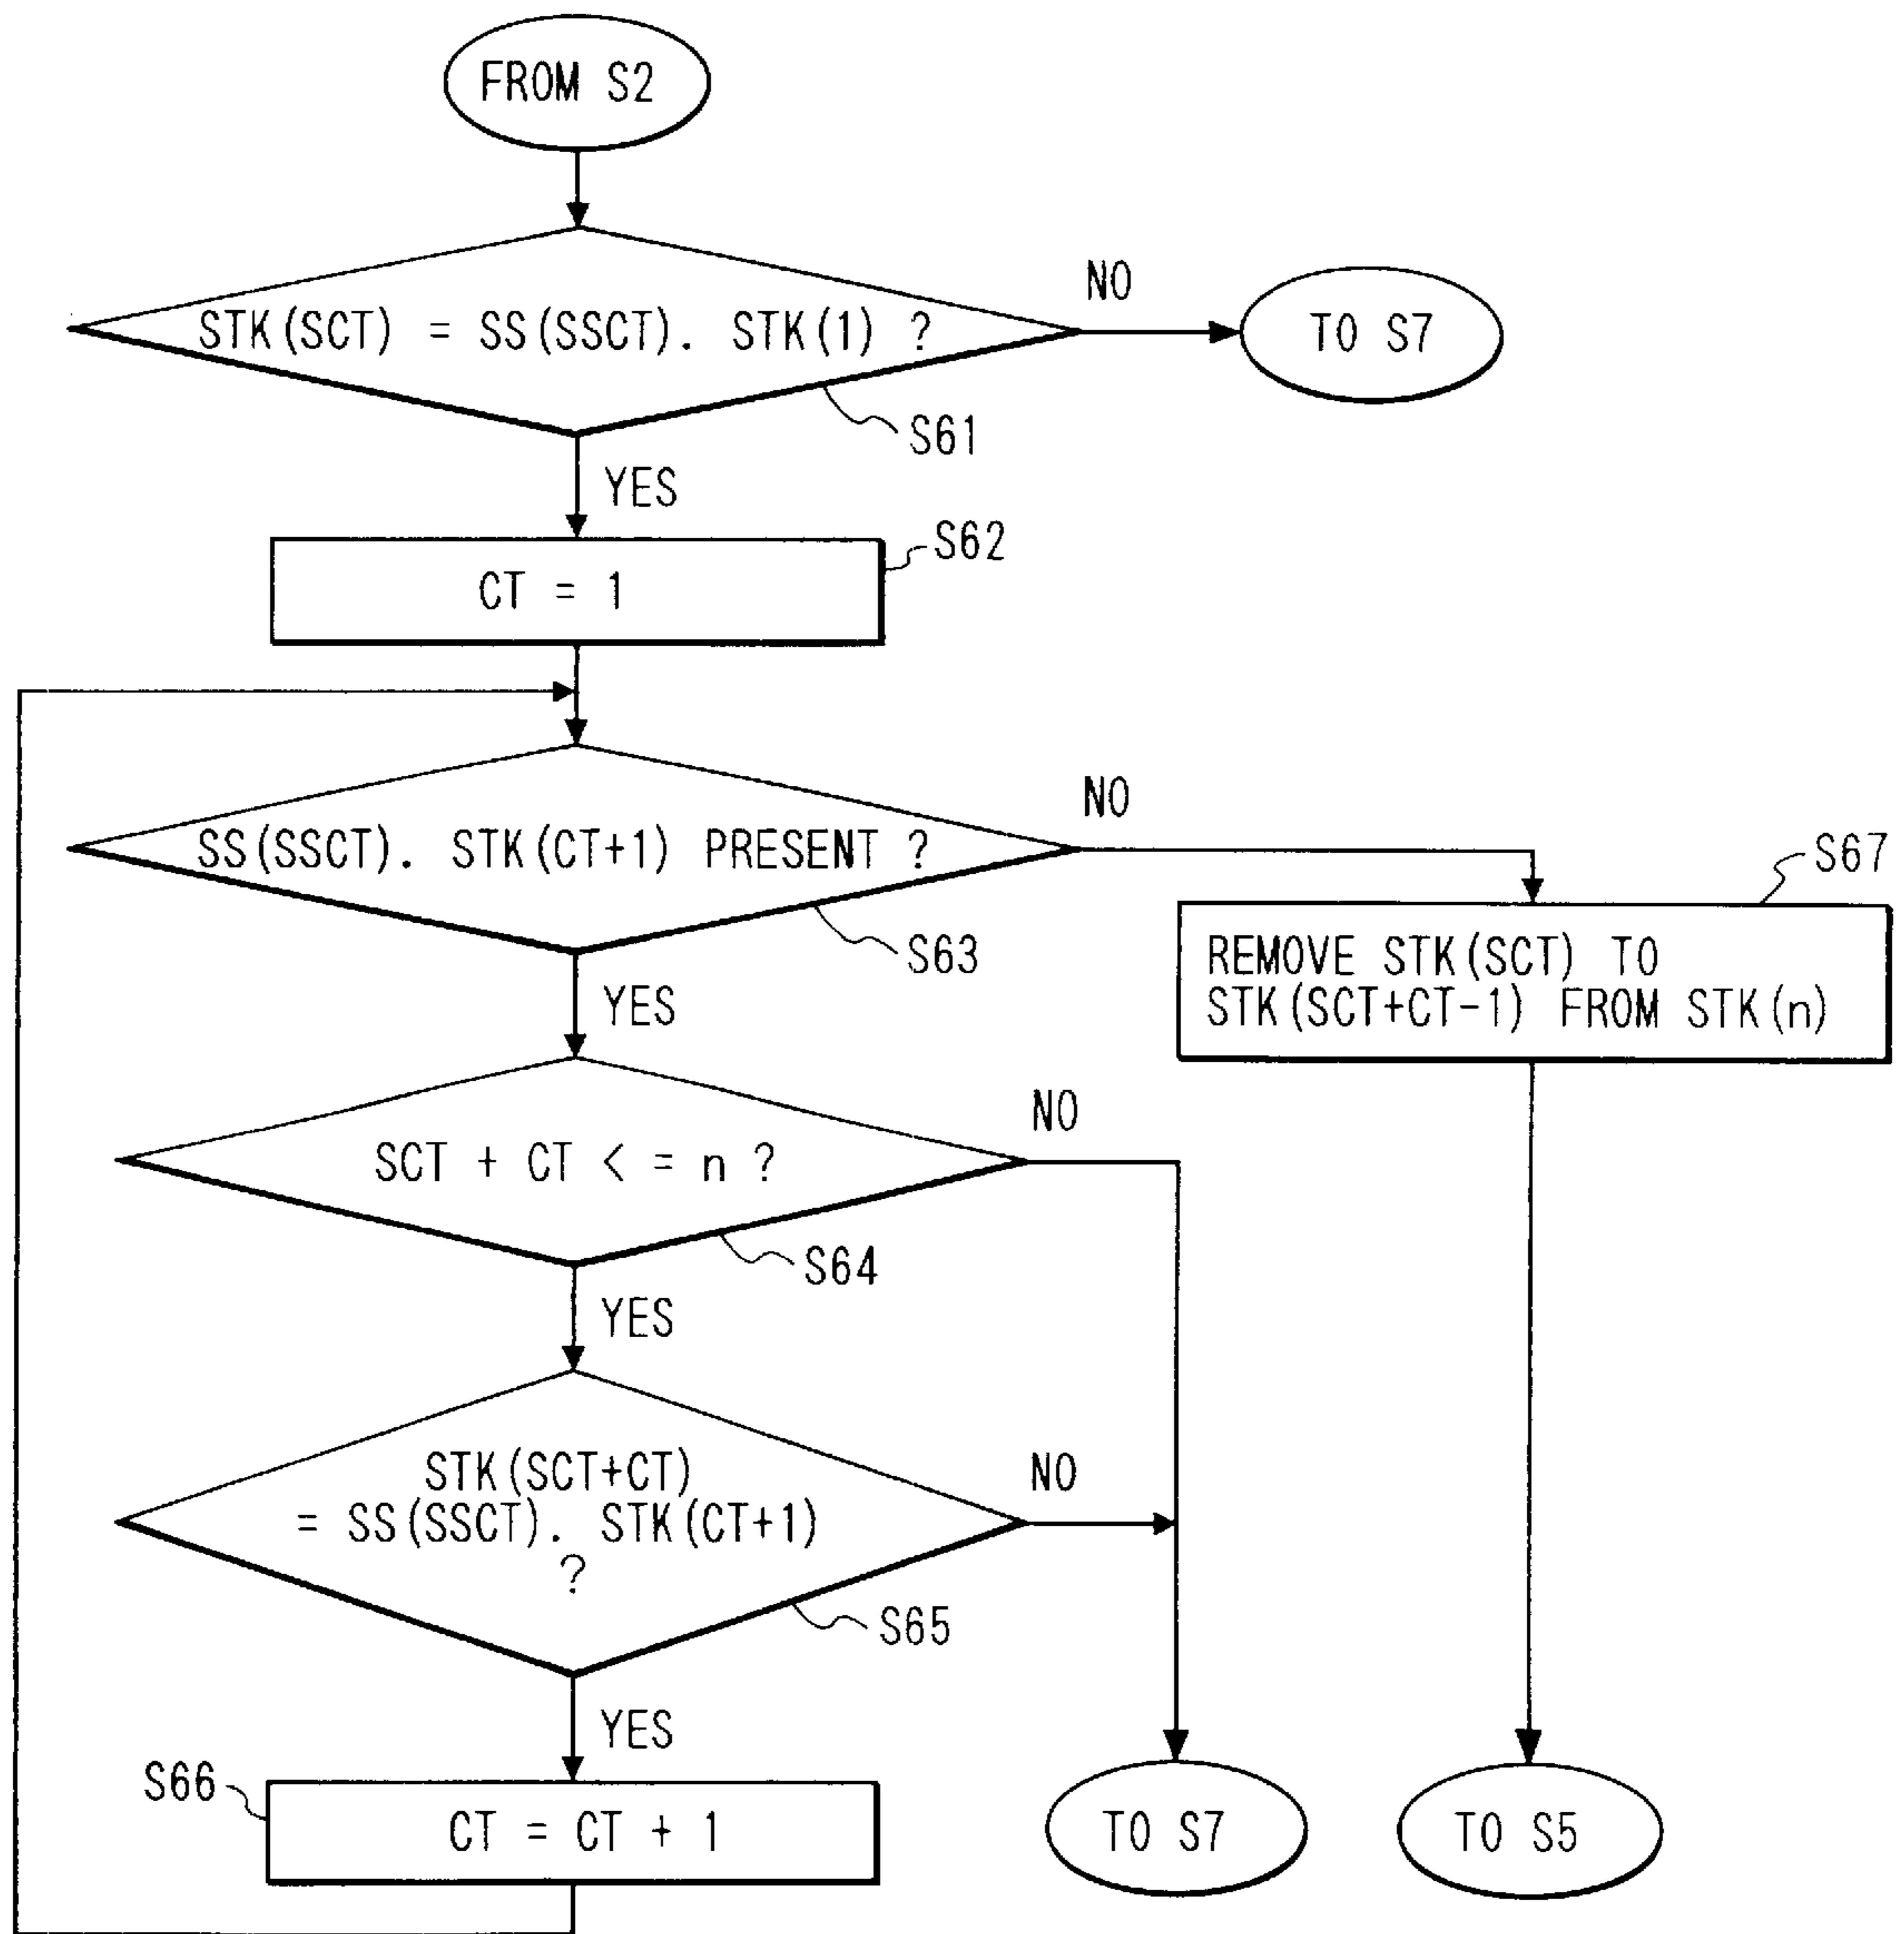 FROM S2
STK(SCT) = SS(SSCT). STK(1) ?
NO
TO S7
S61
YES
S62
CT = 1
SS(SSCT). STK(CT+1) PRESENT ?
NO
S67
S63
REMOVE STK(SCT) TO
STK(SCT+CT-1) FROM STK(n)
YES
SCT + CT < = n ?
NO
S64
YES
STK(SCT+CT)
= SS(SSCT). STK(CT+1)
?
NO
S65
YES
S66
CT = CT + 1
TO S7
TO S5